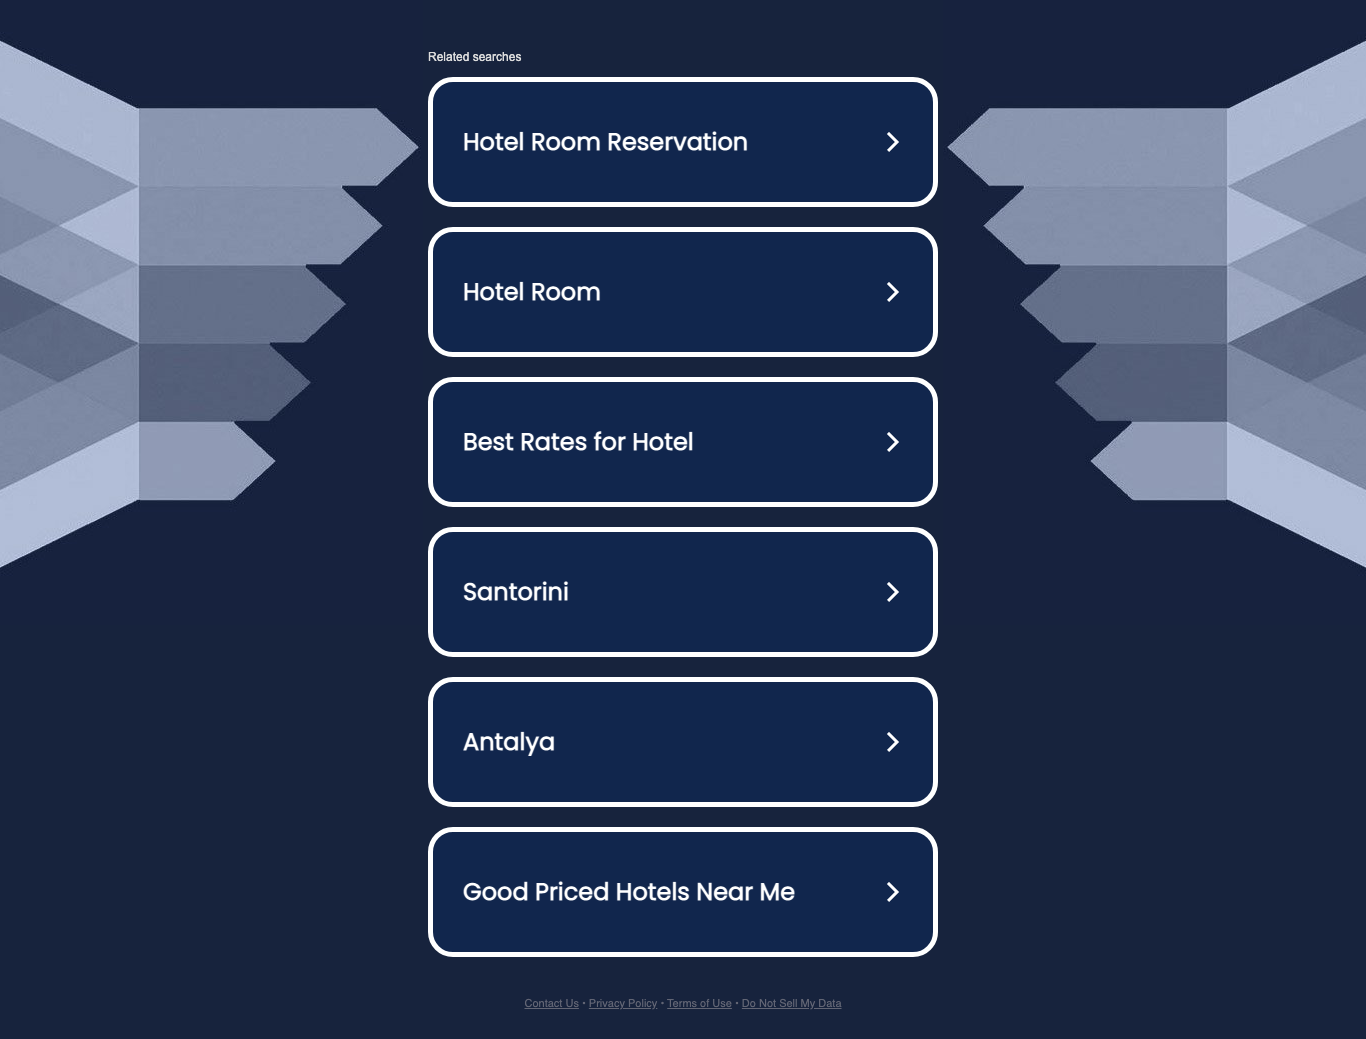 Related searches
Hotel Room Reservation
Hotel Room
Best Rates for Hotel
Santorini
Antalya
Good Priced Hotels Near Me
Contact Us • Privacy Policy • Terms of Use • Do Not Sell My Data